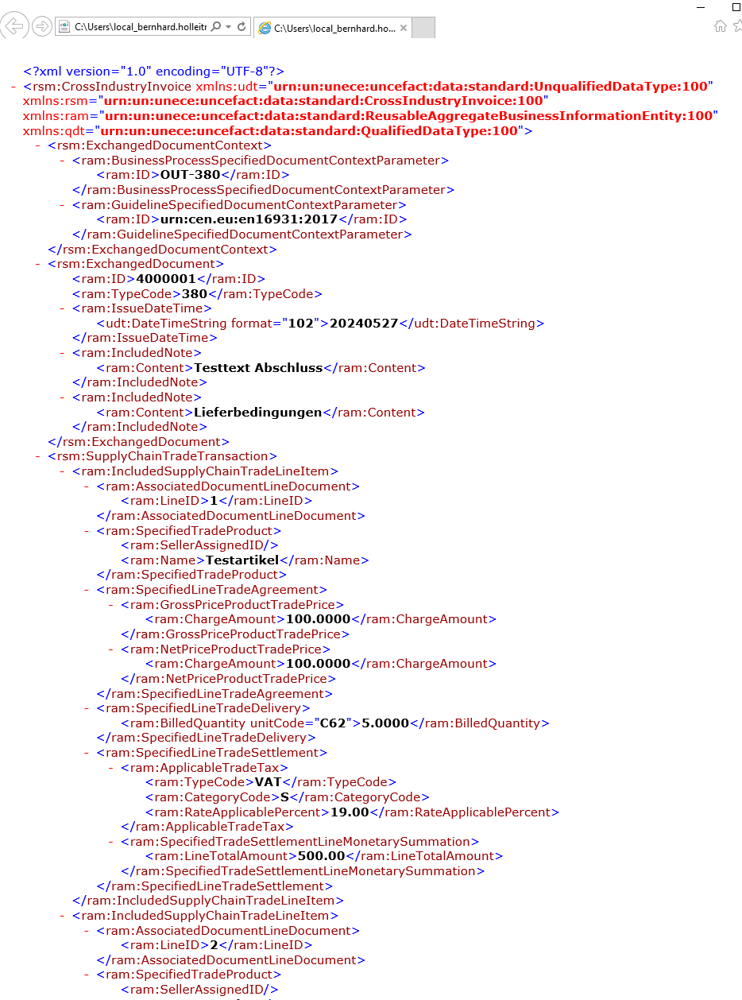 C:\Users\local_bernhard.holleitr
C:\Users\local_bernhard.ho...
<?xml version="1.0" encoding="UTF-8"?>
- <rsm:CrossIndustryInvoice xmlns:udt="urn:un:unece:uncefact:data:standard:UnqualifiedDataType:100"
xmlns:rsm="urn:un:unece:uncefact:data:standard:CrossIndustryInvoice:100"
xmlns:ram="urn:un:unece:uncefact:data:standard:ReusableAggregateBusinessInformationEntity:100"
xmlns:qdt="urn:un:unece:uncefact:data:standard:QualifiedDataType:100">
- <rsm:ExchangedDocumentContext>
- <ram:BusinessProcessSpecifiedDocumentContextParameter>
<ram:ID>OUT-380</ram:ID>
</ram:BusinessProcessSpecifiedDocumentContextParameter>
- <ram:GuidelineSpecifiedDocumentContextParameter>
<ram:ID>urn:cen.eu:en16931:2017</ram:ID>
</ram:GuidelineSpecifiedDocumentContextParameter>
</rsm:ExchangedDocumentContext>
- <rsm:ExchangedDocument>
<ram:ID>4000001</ram:ID>
<ram:TypeCode>380</ram:TypeCode>
- <ram:IssueDateTime>
<udt:DateTimeString format="102">20240527</udt:DateTimeString>
</ram:IssueDateTime>
- <ram:IncludedNote>
<ram:Content>Testtext Abschluss</ram:Content>
</ram:IncludedNote>
- <ram:IncludedNote>
<ram:Content>Lieferbedingungen</ram:Content>
</ram:IncludedNote>
</rsm:ExchangedDocument>
- <rsm:SupplyChainTradeTransaction>
- <ram:IncludedSupplyChainTradeLineItem>
- <ram:AssociatedDocumentLineDocument>
<ram:LineID>1</ram:LineID>
</ram:AssociatedDocumentLineDocument>
- <ram:SpecifiedTradeProduct>
<ram:SellerAssignedID/>
<ram:Name>Testartikel</ram:Name>
</ram:SpecifiedTradeProduct>
- <ram:SpecifiedLineTradeAgreement>
- <ram:GrossPriceProductTradePrice>
<ram:ChargeAmount>100.0000</ram:ChargeAmount>
</ram:GrossPriceProductTradePrice>
- <ram:NetPriceProductTradePrice>
<ram:ChargeAmount>100.0000</ram:ChargeAmount>
</ram:NetPriceProductTradePrice>
</ram:SpecifiedLineTradeAgreement>
- <ram:SpecifiedLineTradeDelivery>
<ram:BilledQuantity unitCode="C62">5.0000</ram:BilledQuantity>
</ram:SpecifiedLineTradeDelivery>
- <ram:SpecifiedLineTradeSettlement>
- <ram:ApplicableTradeTax>
<ram:TypeCode>VAT</ram:TypeCode>
<ram:CategoryCode>S</ram:CategoryCode>
<ram:RateApplicablePercent>19.00</ram:RateApplicablePercent>
</ram:ApplicableTradeTax>
- <ram:SpecifiedTradeSettlementLineMonetarySummation>
<ram:LineTotalAmount>500.00</ram:LineTotalAmount>
</ram:SpecifiedTradeSettlementLineMonetarySummation>
</ram:SpecifiedLineTradeSettlement>
</ram:IncludedSupplyChainTradeLineItem>
- <ram:IncludedSupplyChainTradeLineItem>
- <ram:AssociatedDocumentLineDocument>
<ram:LineID>2</ram:LineID>
</ram:AssociatedDocumentLineDocument>
- <ram:SpecifiedTradeProduct>
<ram:SellerAssignedID/>